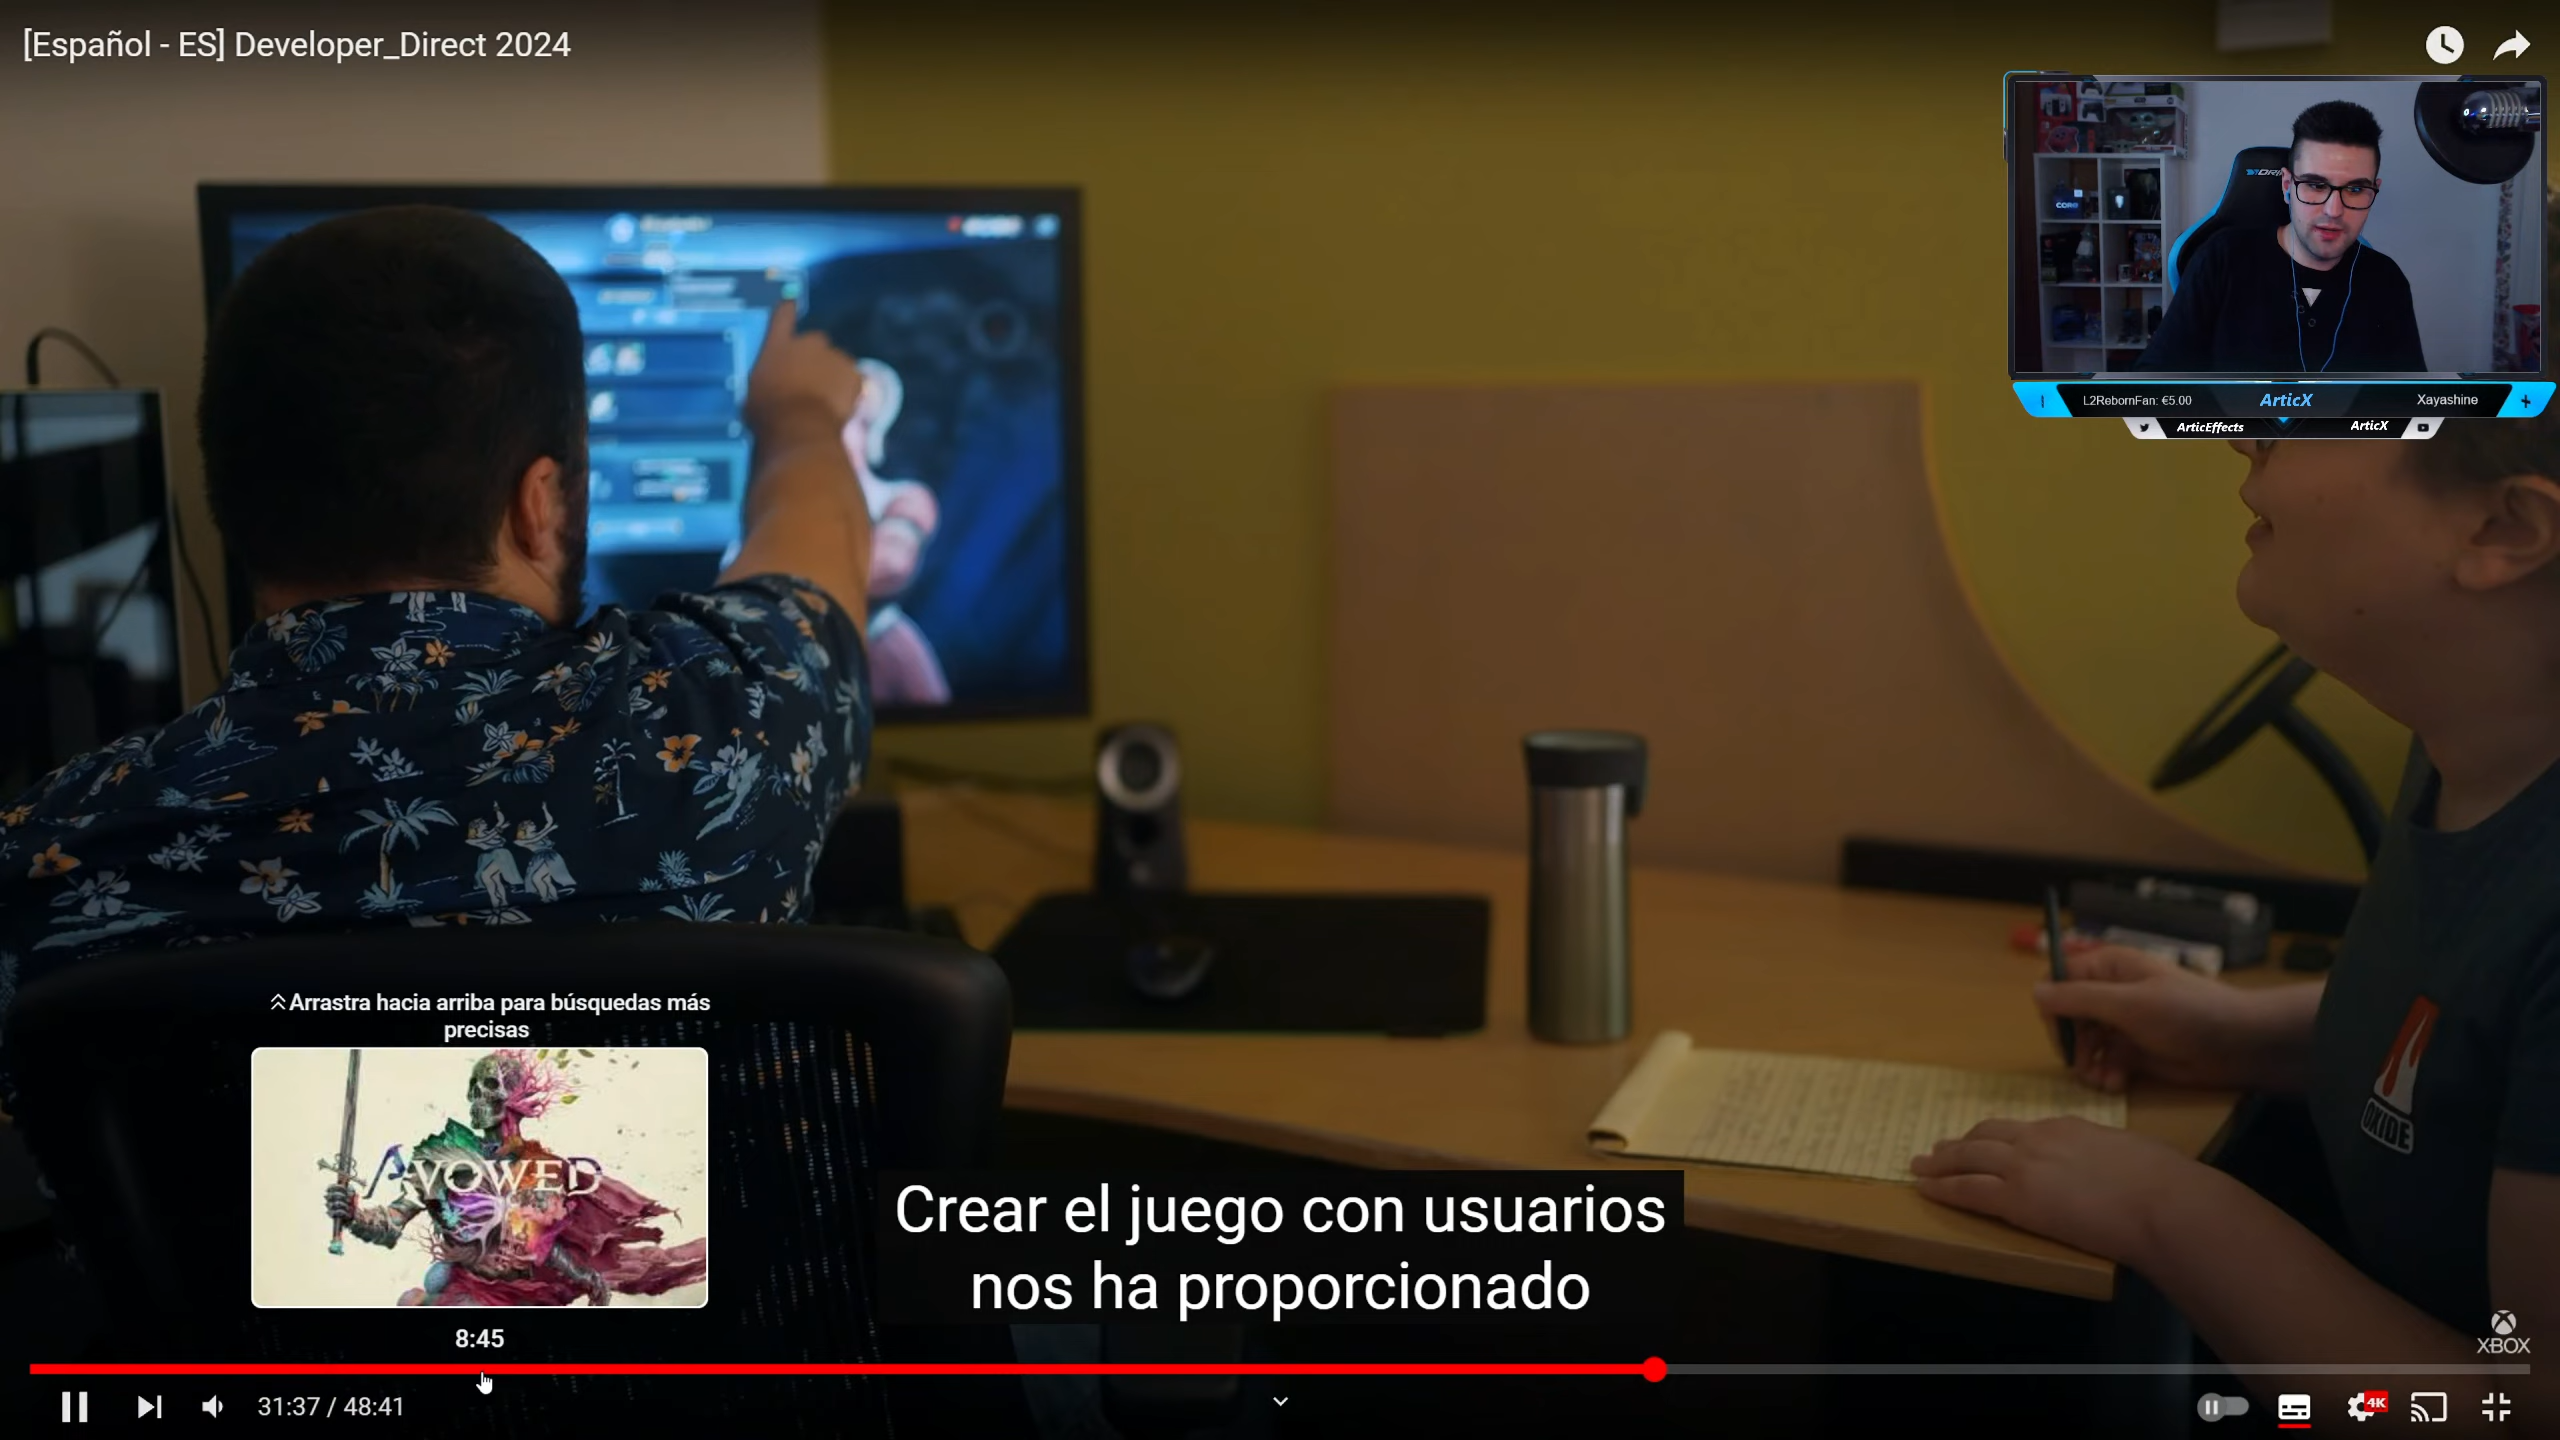 [Español - ES] Developer_Direct 2024
L2RebornFan: €5.00
ArticX
Xayashine
ArticEffects
ArticX
OXIDE
Arrastra hacia arriba para búsquedas más
precisas
AVOWED
8:45
Crear el juego con usuarios
nos ha proporcionado
XBOX
31:37 / 48:41
4K